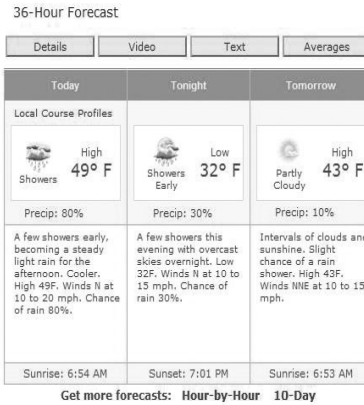 36-Hour Forecast
Details Video Text Averages
Today Tonight Tomorrow
Local Course Profiles
High
49° F
Showers
Low
32° F
Showers
Early
High
43° F
Partly
Cloudy
Precip: 80% Precip: 30% Precip: 10%
A few showers early,
becoming a steady
light rain for the
afternoon. Cooler.
High 49F. Winds N at
10 to 20 mph. Chance
of rain 80%.
A few showers this
evening with overcast
skies overnight. Low
32F. Winds N at 10 to
15 mph. Chance of
rain 30%.
Intervals of clouds and
sunshine. Slight
chance of a rain
shower. High 43F.
Winds NNE at 10 to 15
mph.
Sunrise: 6:54 AM Sunset: 7:01 PM Sunrise: 6:53 AM
Get more forecasts: Hour-by-Hour 10-Day